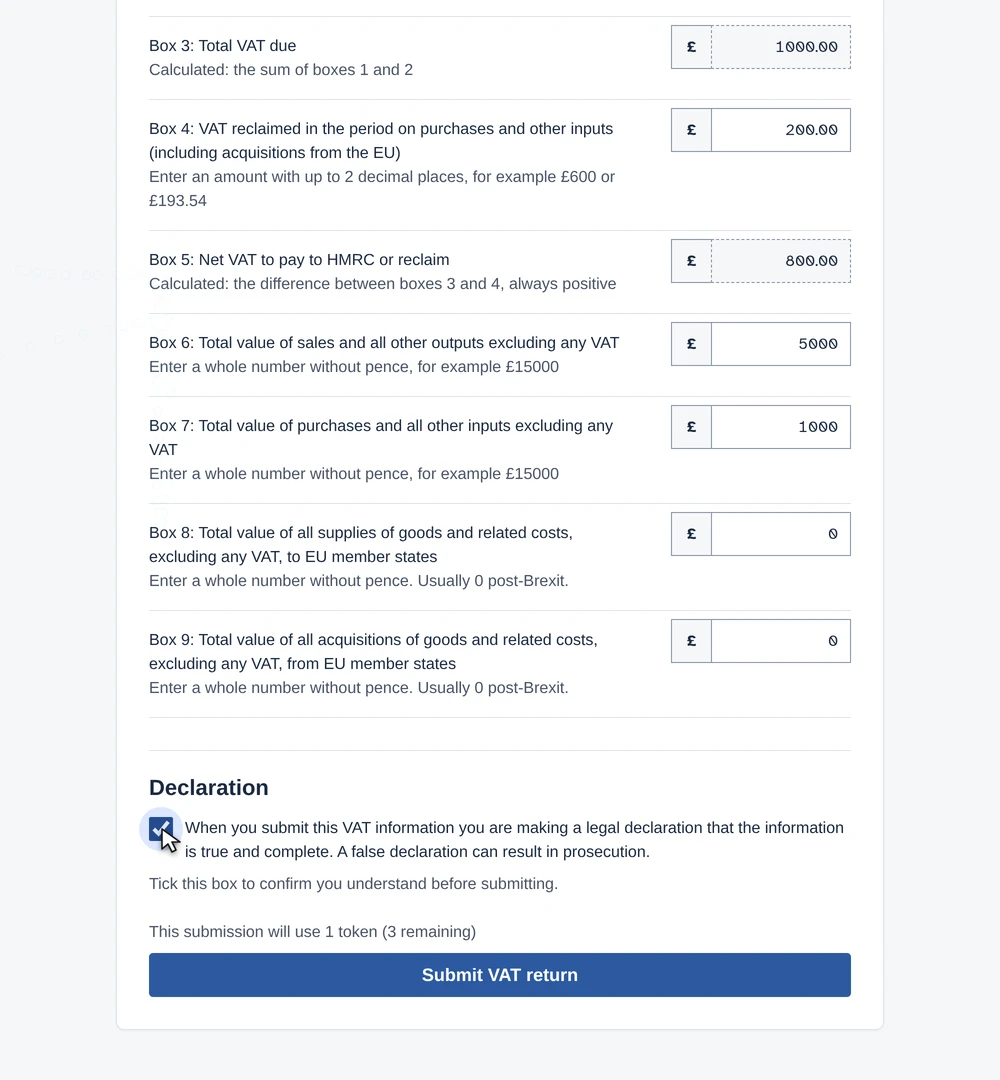 Box 3: Total VAT due
Calculated: the sum of boxes 1 and 2
£ 1000.00
Box 4: VAT reclaimed in the period on purchases and other inputs
(including acquisitions from the EU)
Enter an amount with up to 2 decimal places, for example £600 or
£193.54
£ 200.00
Box 5: Net VAT to pay to HMRC or reclaim
Calculated: the difference between boxes 3 and 4, always positive
£ 800.00
Box 6: Total value of sales and all other outputs excluding any VAT
Enter a whole number without pence, for example £15000
£ 5000
Box 7: Total value of purchases and all other inputs excluding any
VAT
Enter a whole number without pence, for example £15000
£ 1000
Box 8: Total value of all supplies of goods and related costs,
excluding any VAT, to EU member states
Enter a whole number without pence. Usually 0 post-Brexit.
£ 0
Box 9: Total value of all acquisitions of goods and related costs,
excluding any VAT, from EU member states
Enter a whole number without pence. Usually 0 post-Brexit.
£ 0
Declaration
When you submit this VAT information you are making a legal declaration that the information
is true and complete. A false declaration can result in prosecution.
Tick this box to confirm you understand before submitting.
This submission will use 1 token (3 remaining)
Submit VAT return